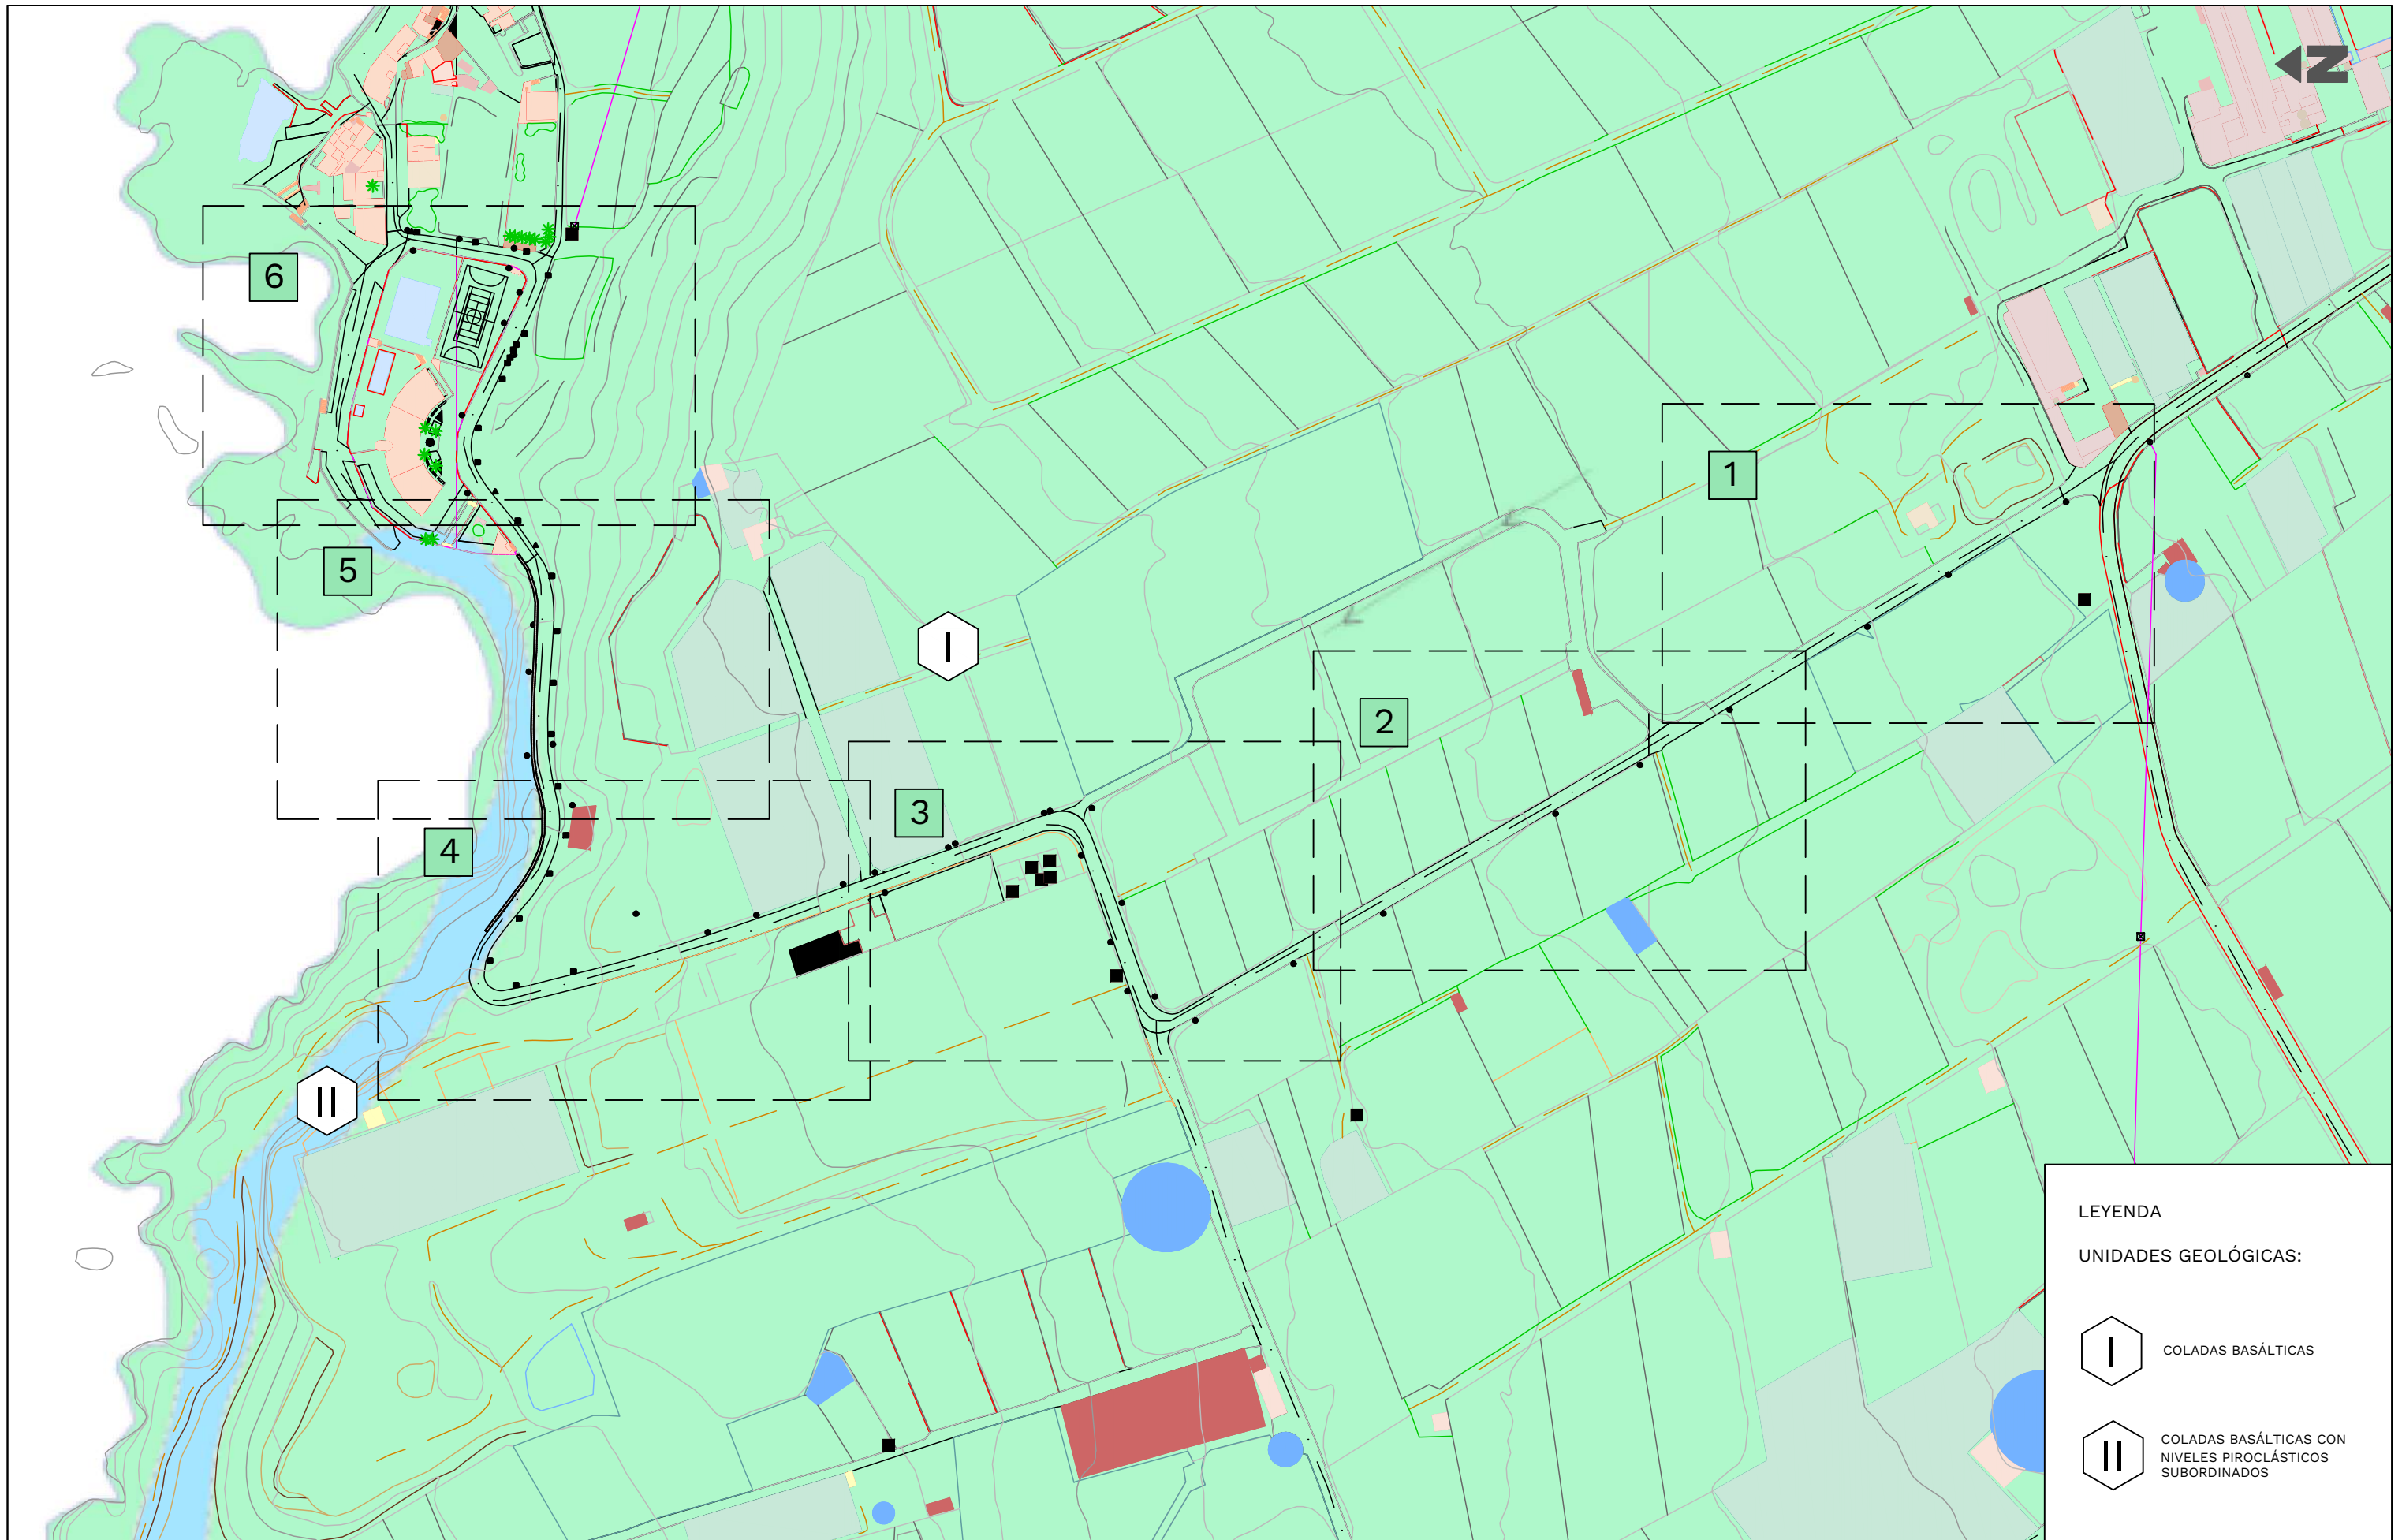 N
6
1
5
I
2
3
4
II
LEYENDA
UNIDADES GEOLÓGICAS:
I
COLADAS BASÁLTICAS
II
COLADAS BASÁLTICAS CON
NIVELES PIROCLÁSTICOS
SUBORDINADOS